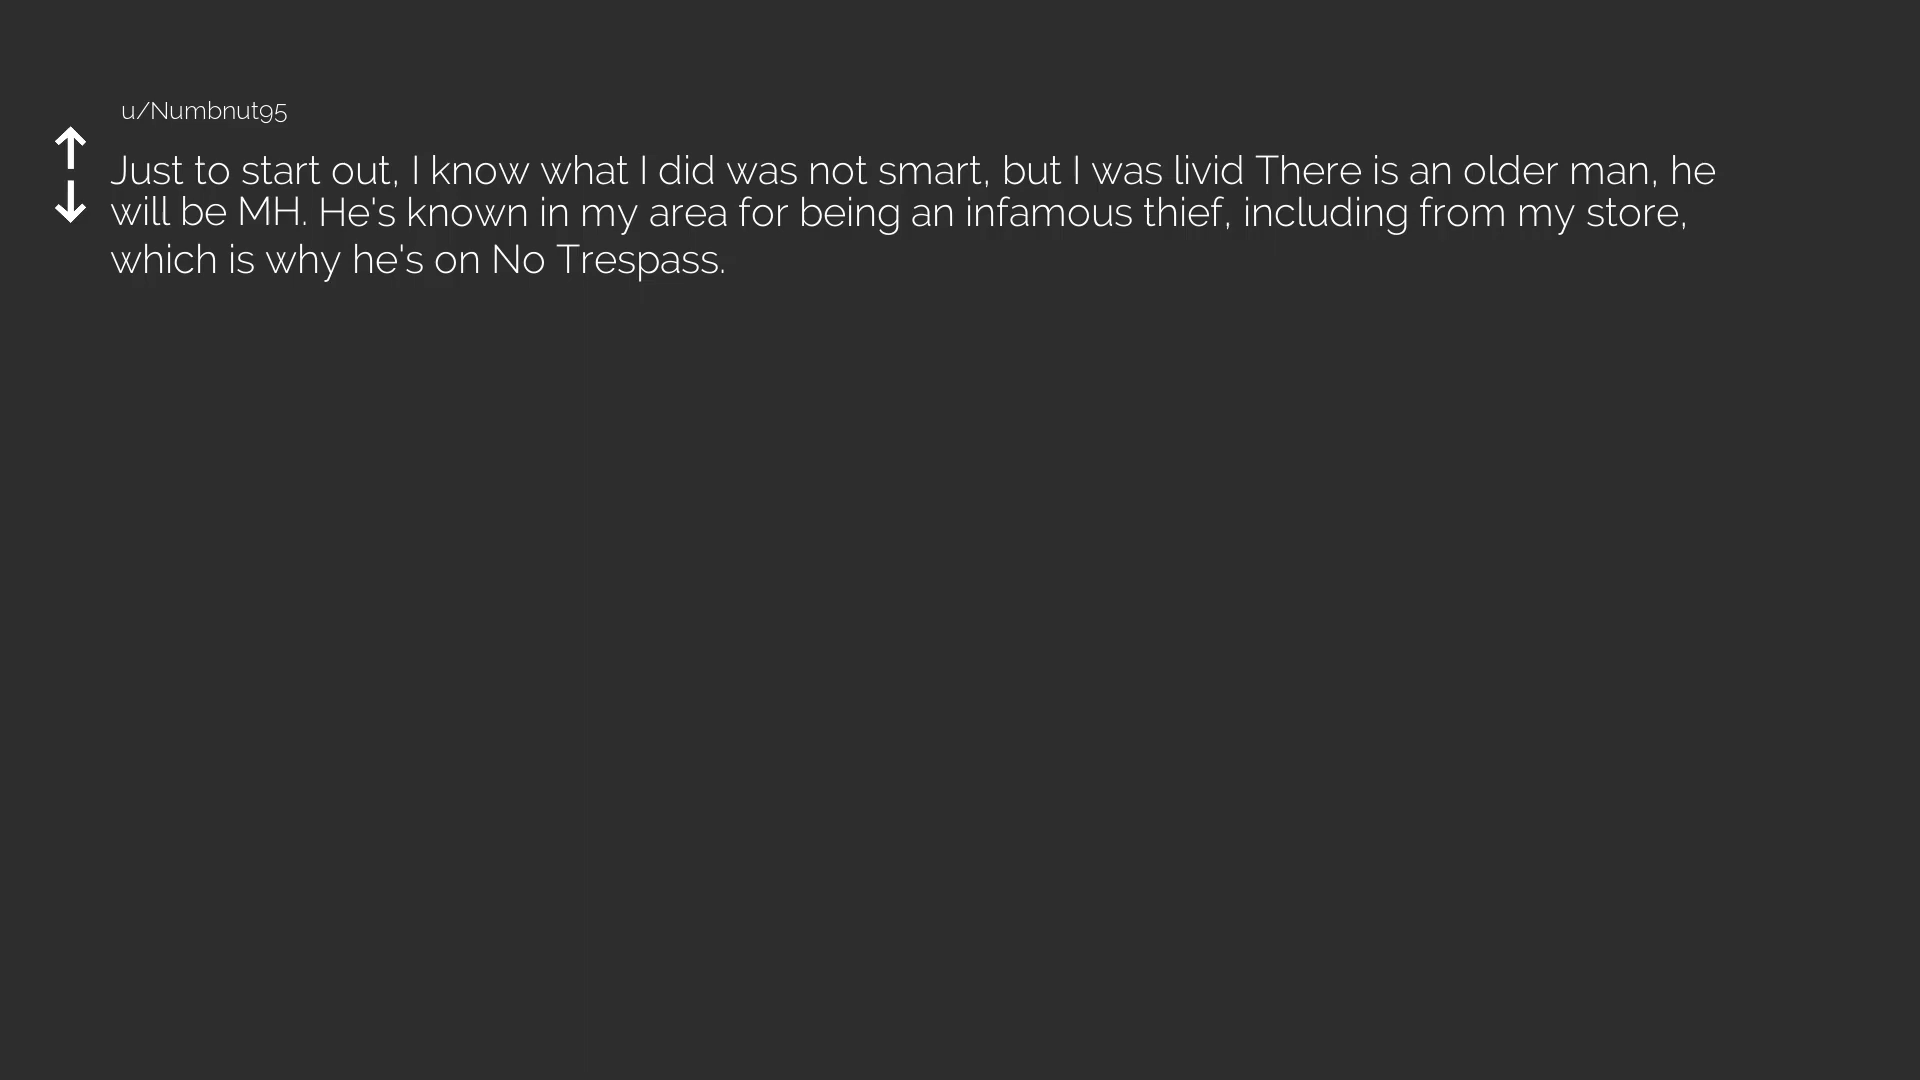 u/Numbnut95
Just to start out, I know what I did was not smart, but I was livid There is an older man, he
will be MH. He's known in my area for being an infamous thief, including from my store,
which is why he's on No Trespass.